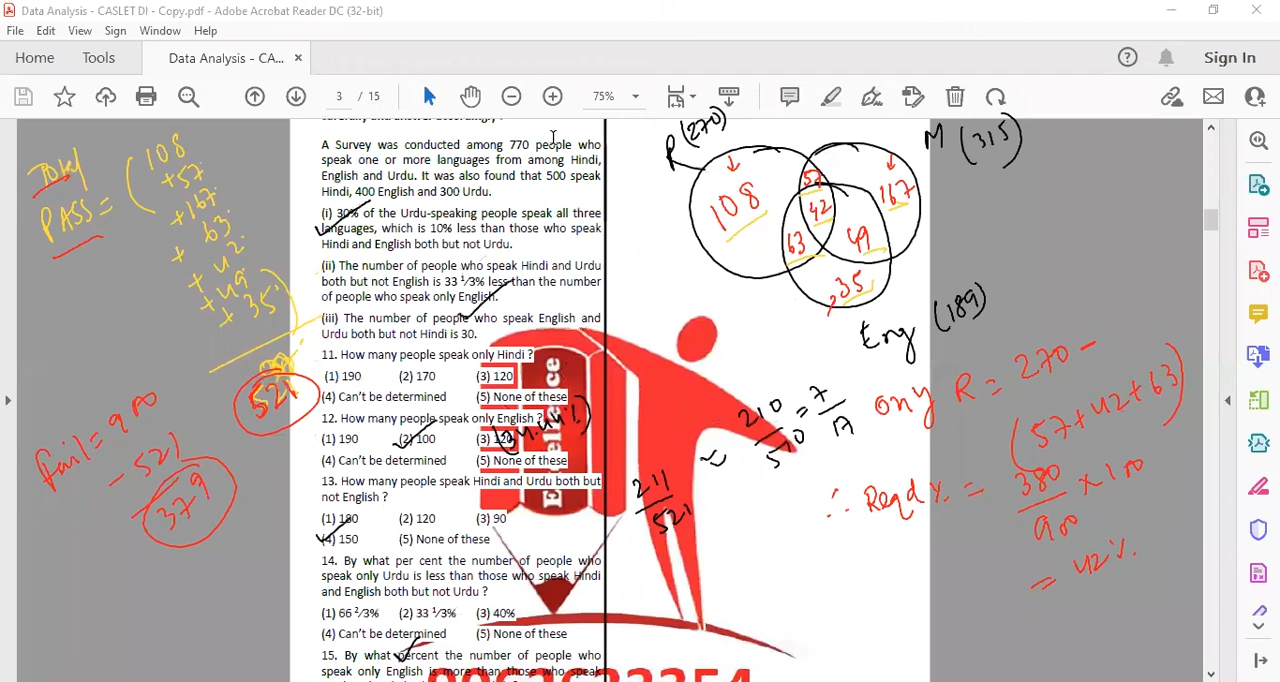 Data Analysis - CASLET DI - Copy.pdf - Adobe Acrobat Reader DC (32-bit)
File Edit View Sign Window Help
Home Tools Data Analysis - CA... × Sign In
3 / 15 75%
A Survey was conducted among 770 people who
speak one or more languages from among Hindi,
English and Urdu. It was also found that 500 speak
Hindi, 400 English and 300 Urdu.
(i) 30% of the Urdu-speaking people speak all three
languages, which is 10% less than those who speak
Hindi and English both but not Urdu.
(ii) The number of people who speak Hindi and Urdu
both but not English is 33 1/3% less than the number
of people who speak only English.
(iii) The number of people who speak English and
Urdu both but not Hindi is 30.
11. How many people speak only Hindi ?
(1) 190 (2) 170 (3) 120
(4) Can't be determined (5) None of these
12. How many people speak only English ?
(1) 190 (2) 100 (3) 120
(4) Can't be determined (5) None of these
13. How many people speak Hindi and Urdu both but
not English ?
(1) 180 (2) 120 (3) 90
(4) 150 (5) None of these
14. By what per cent the number of people who
speak only Urdu is less than those who speak Hindi
and English both but not Urdu ?
(1) 66 2/3% (2) 33 1/3% (3) 40%
(4) Can't be determined (5) None of these
15. By what percent the number of people who
speak only English is more than those who speak
Excellence
Total
PASS = (108
+57
+167
+63
+42
+49
+35)
521
fail = 900
- 521
379
R (270)
M (315)
108
57
167
42
63
49
35
Eng (189)
only R = 270 -
(57+42+63)
∴ Reqd %. = 380/900 × 100
= 42%.
211/521 ≈ 210/510 = 7/17